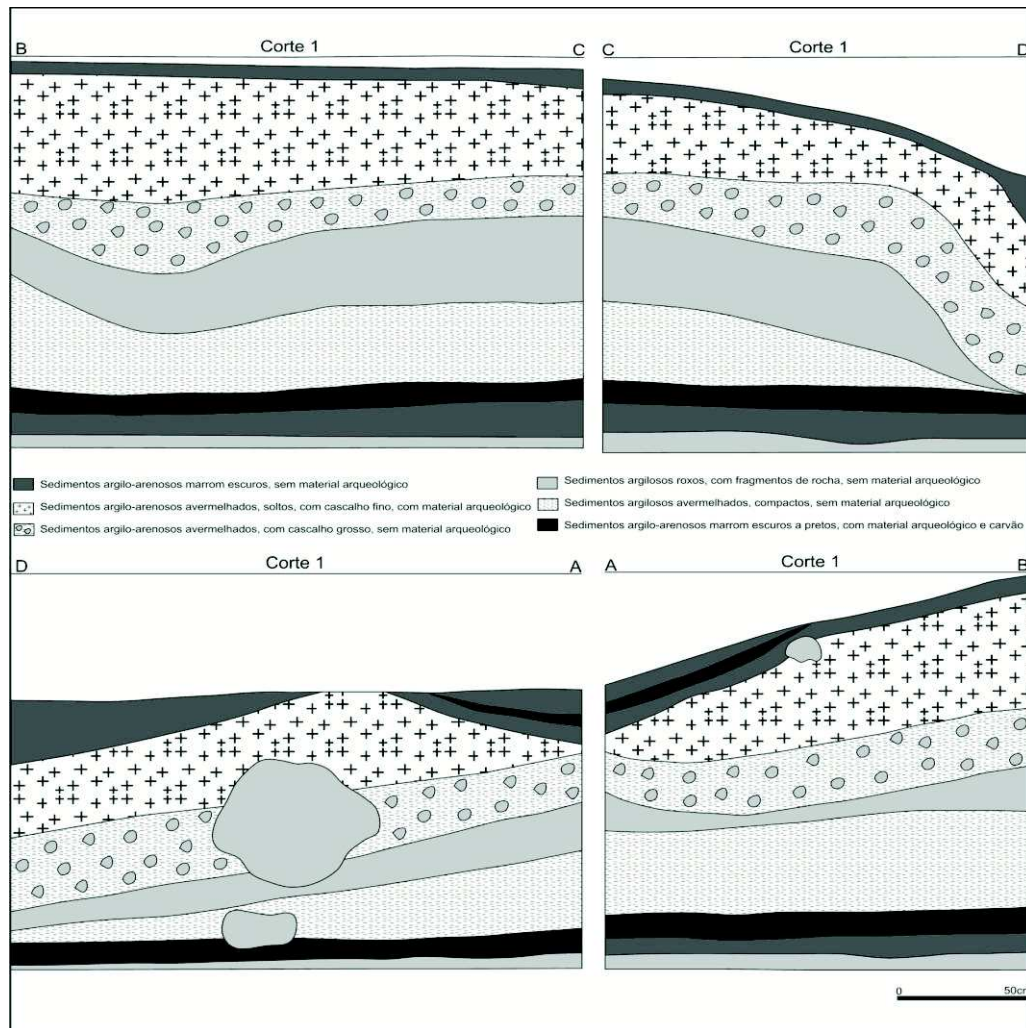 B Corte 1 C
C Corte 1 D
Sedimentos argilo-arenosos marrom escuros, sem material arqueológico
Sedimentos argilo-arenosos avermelhados, soltos, com cascalho fino, com material arqueológico
Sedimentos argilo-arenosos avermelhados, com cascalho grosso, sem material arqueológico
Sedimentos argilosos roxos, com fragmentos de rocha, sem material arqueológico
Sedimentos argilosos avermelhados, compactos, sem material arqueológico
Sedimentos argilo-arenosos marrom escuros a pretos, com material arqueológico e carvão
D Corte 1 A
A Corte 1 B
0 50cm